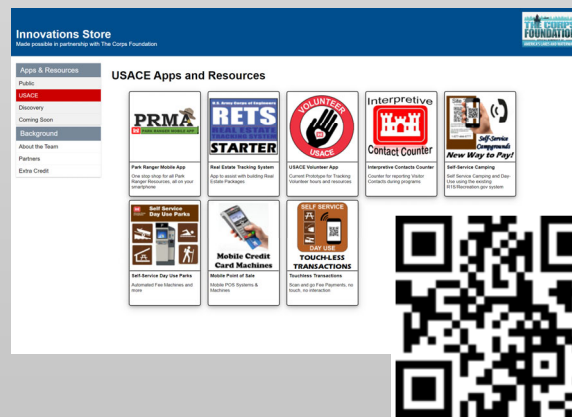 Innovations Store
Made possible in partnership with The Corps Foundation
THE CORPS
FOUNDATION
Apps & Resources
Public
USACE
Discovery
Coming Soon
Background
About the Team
Partners
Extra Credit
USACE Apps and Resources
PRMA
PARK RANGER MOBILE APP
Park Ranger Mobile App
One stop shop for all Park
Ranger Resources, all on your
smartphone
U.S. Army Corps of Engineers
RETS
REAL ESTATE
TRACKING SYSTEM
STARTER
Real Estate Tracking System
App to assist with building Real
Estate Packages
VOLUNTEER
USACE
USACE Volunteer App
Current Prototype for Tracking
Volunteer hours and resources
Interpretive
Contact Counter
Interpretive Contacts Counter
Counter for reporting Visitor
Contacts during programs
Self-Service
Campgrounds
New Way to Pay!
Self-Service Camping
Self Service Camping and Day-
Use using the existing
R1S/Recreation.gov system
Self Service
Day Use Parks
Self-Service Day Use Parks
Automated Fee Machines and
more
Mobile Credit
Card Machines
Mobile Point of Sale
Mobile POS Systems &
Machines
SELF SERVICE
DAY USE
TOUCH-LESS
TRANSACTIONS
Touchless Transactions
Scan and go Fee Payments, no
touch, no interaction